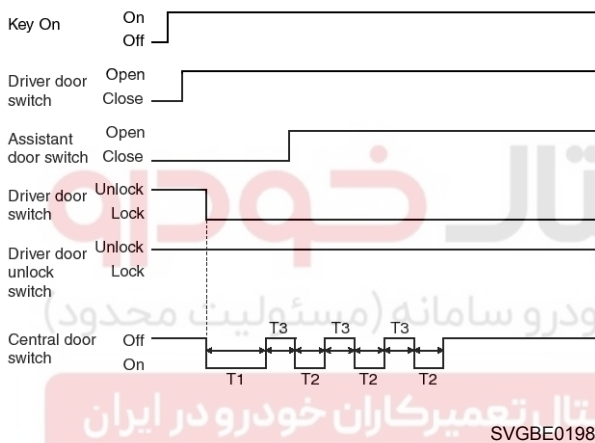 Key On
On
Off
Driver door switch
Open
Close
Assistant door switch
Open
Close
Driver door switch
Unlock
Lock
Driver door unlock switch
Unlock
Lock
Central door switch
Off
On
T3 T3 T3
T1 T2 T2 T2
تال خودرو
ودرو سامانه (مسئولیت محدود)
یتال تعمیرکاران خودرو در ایران
SVGBE0198